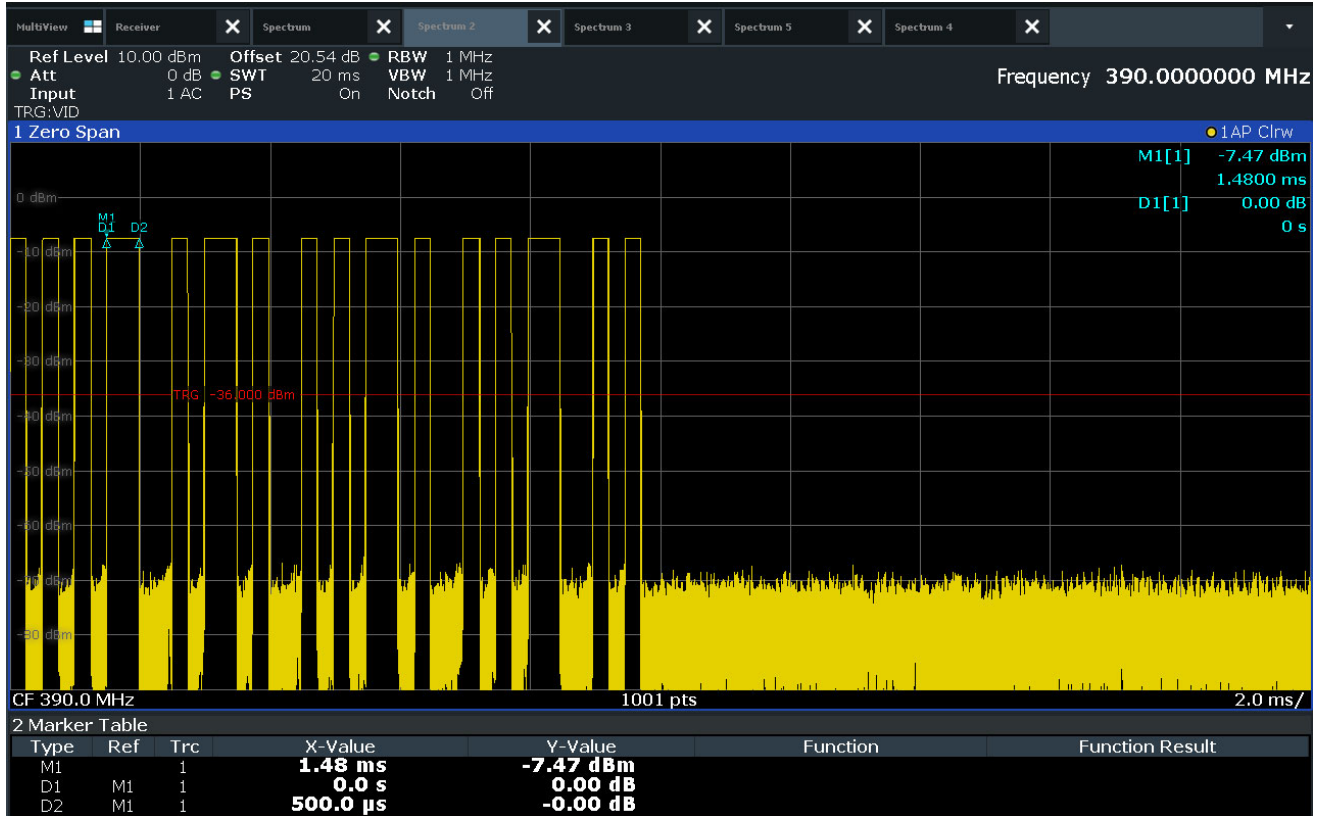 MultiView Receiver Spectrum Spectrum 2 Spectrum 3 Spectrum 5 Spectrum 4
Ref Level 10.00 dBm Offset 20.54 dB RBW 1 MHz
Att 0 dB SWT 20 ms VBW 1 MHz
Input 1 AC PS On Notch Off
TRG:VID
Frequency 390.0000000 MHz
1 Zero Span 1AP Clrw
M1[1] -7.47 dBm
1.4800 ms
D1[1] 0.00 dB
0 s
0 dBm
M1
D1 D2
-10 dBm
-20 dBm
-30 dBm
TRG -36.000 dBm
-40 dBm
-50 dBm
-60 dBm
-70 dBm
-80 dBm
CF 390.0 MHz 1001 pts 2.0 ms/
2 Marker Table
Type Ref Trc X-Value Y-Value Function Function Result
M1 1 1.48 ms -7.47 dBm
D1 M1 1 0.0 s 0.00 dB
D2 M1 1 500.0 µs -0.00 dB